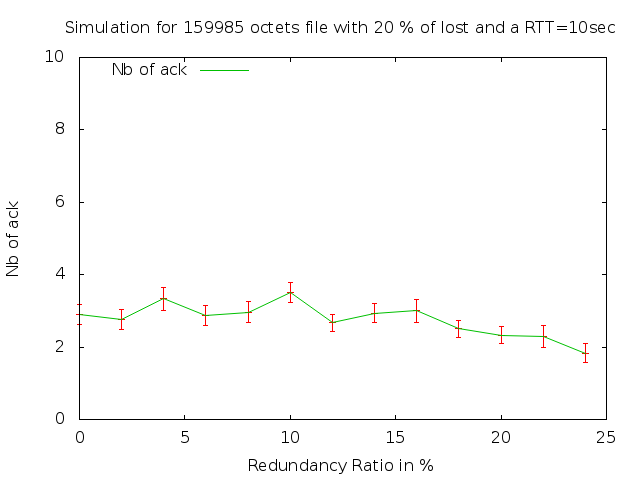 Simulation for 159985 octets file with 20 % of lost and a RTT=10sec
Nb of ack
10
8
6
4
2
0
Nb of ack
0 5 10 15 20 25
Redundancy Ratio in %